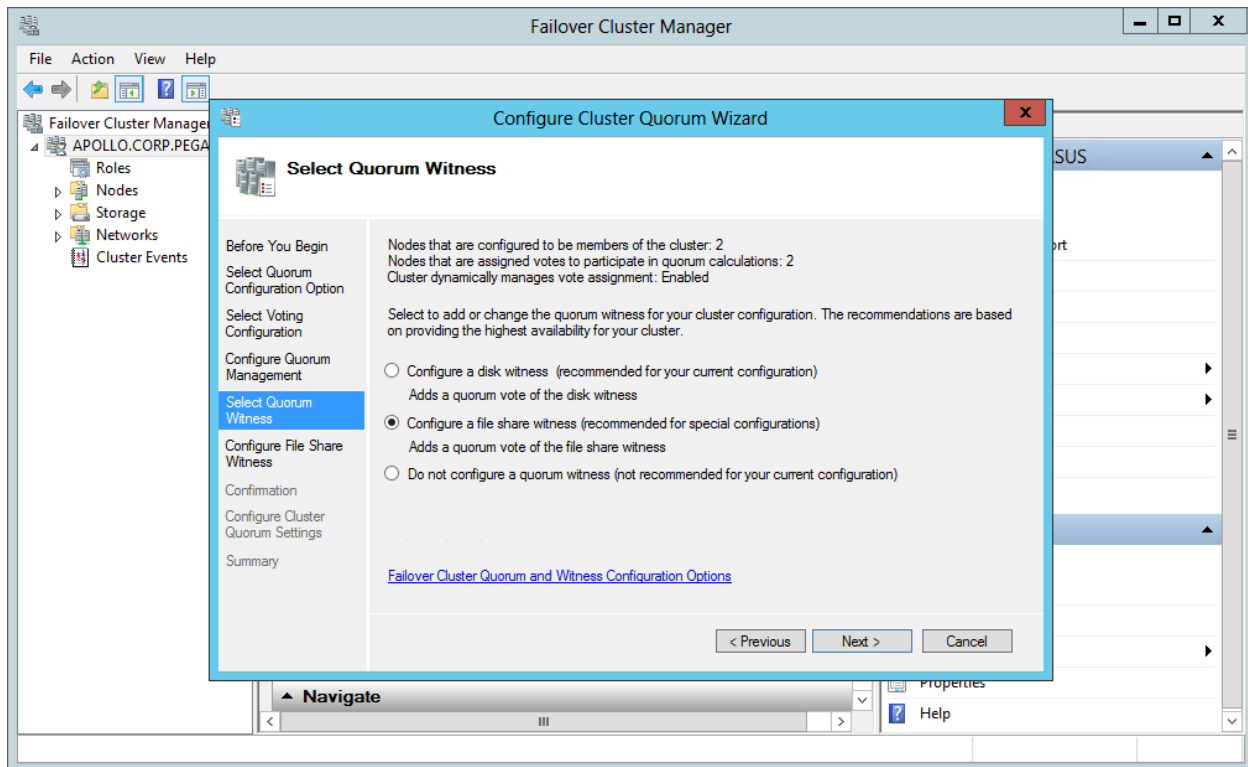 Failover Cluster Manager
File Action View Help
Failover Cluster Manager
APOLLO.CORP.PEGA
Roles
Nodes
Storage
Networks
Cluster Events
Configure Cluster Quorum Wizard
X
Select Quorum Witness
Before You Begin
Select Quorum
Configuration Option
Select Voting
Configuration
Configure Quorum
Management
Select Quorum
Witness
Configure File Share
Witness
Confirmation
Configure Cluster
Quorum Settings
Summary
Nodes that are configured to be members of the cluster: 2
Nodes that are assigned votes to participate in quorum calculations: 2
Cluster dynamically manages vote assignment: Enabled
Select to add or change the quorum witness for your cluster configuration. The recommendations are based
on providing the highest availability for your cluster.
Configure a disk witness (recommended for your current configuration)
Adds a quorum vote of the disk witness
Configure a file share witness (recommended for special configurations)
Adds a quorum vote of the file share witness
Do not configure a quorum witness (not recommended for your current configuration)
Failover Cluster Quorum and Witness Configuration Options
< Previous
Next >
Cancel
SUS
ort
Navigate
Properties
Help